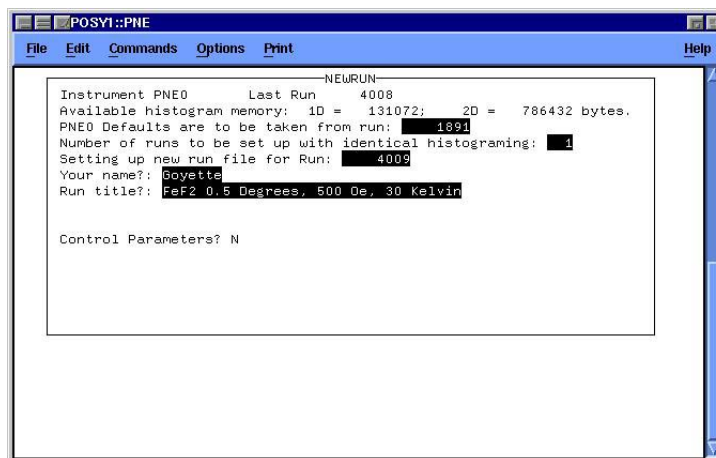 POSY1::PNE
File Edit Commands Options Print Help
NEWRUN
Instrument PNE0 Last Run 4008
Available histogram memory: 1D = 131072; 2D = 786432 bytes.
PNE0 Defaults are to be taken from run: 1891
Number of runs to be set up with identical histograming: 1
Setting up new run file for Run: 4009
Your name?: Goyette
Run title?: FeF2 0.5 Degrees, 500 Oe, 30 Kelvin
Control Parameters? N